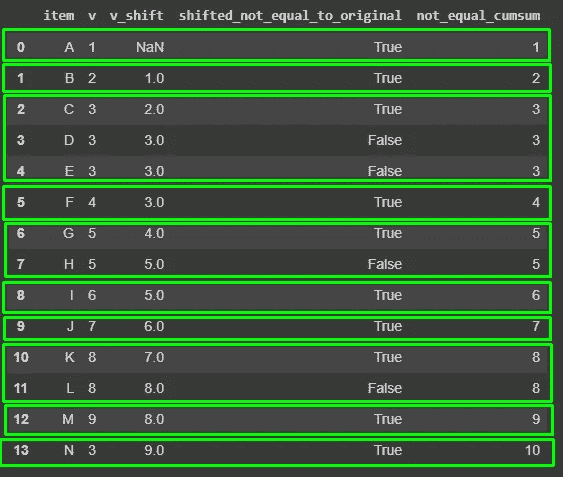 item v v_shift shifted_not_equal_to_original not_equal_cumsum
0 A 1 NaN True 1
1 B 2 1.0 True 2
2 C 3 2.0 True 3
3 D 3 3.0 False 3
4 E 3 3.0 False 3
5 F 4 3.0 True 4
6 G 5 4.0 True 5
7 H 5 5.0 False 5
8 I 6 5.0 True 6
9 J 7 6.0 True 7
10 K 8 7.0 True 8
11 L 8 8.0 False 8
12 M 9 8.0 True 9
13 N 3 9.0 True 10